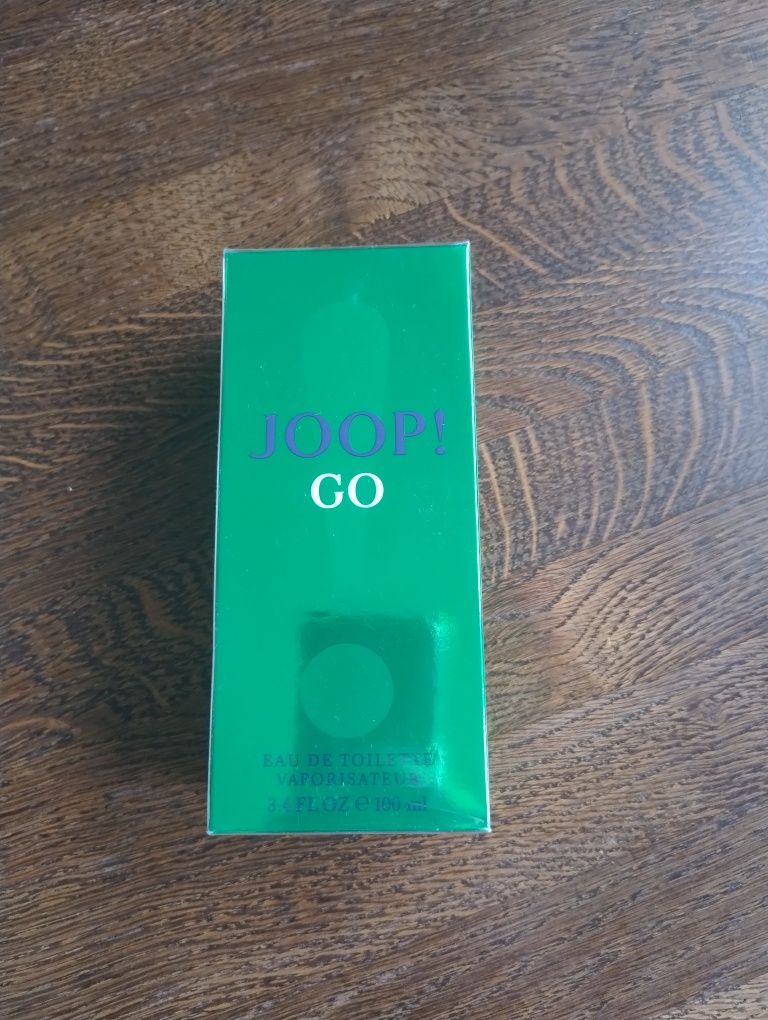 JOOP!
GO
EAU DE TOILETTE
VAPORISATEUR
3.4 FL OZ ℮ 100 ml